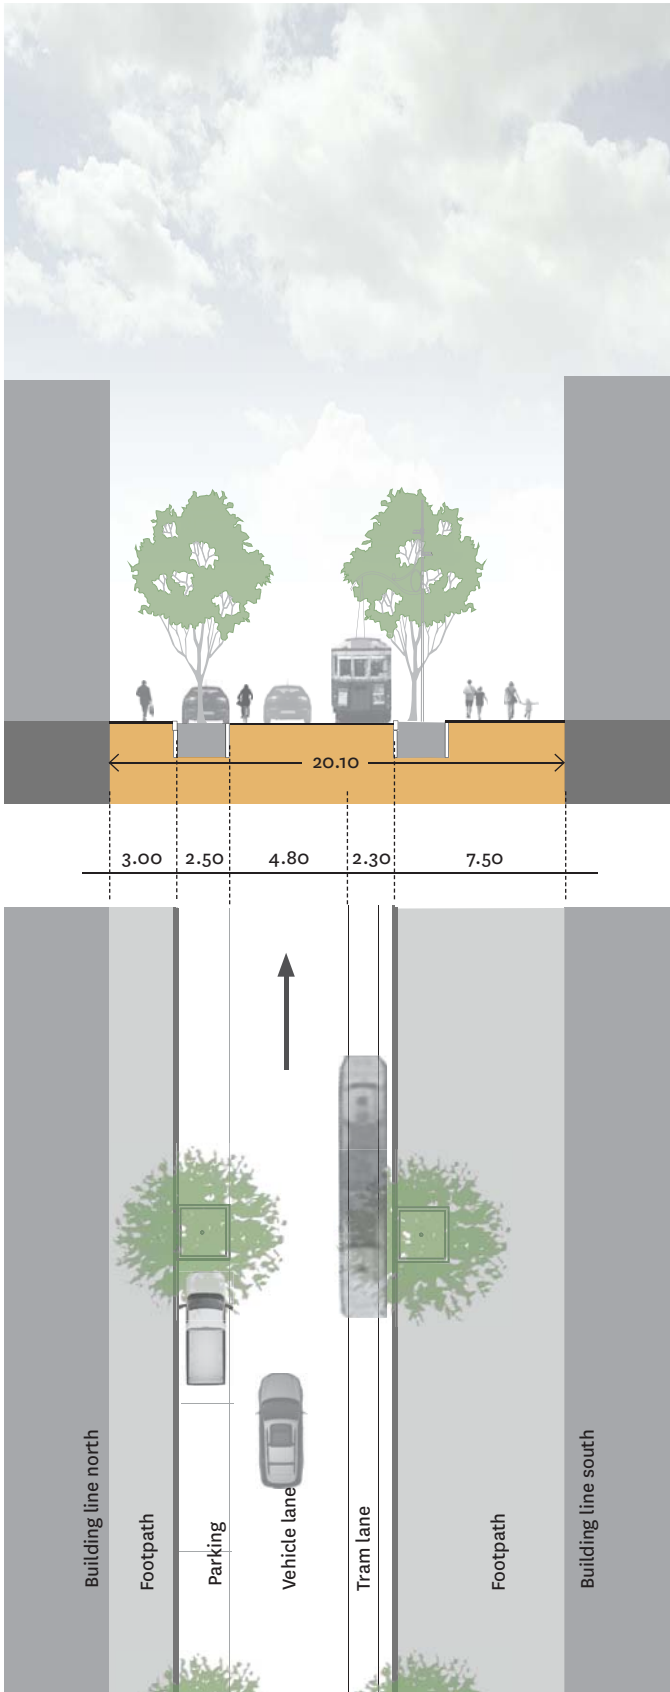 20.10
3.00 2.50 4.80 2.30 7.50
Building line north
Footpath
Parking
Vehicle lane
Tram lane
Footpath
Building line south